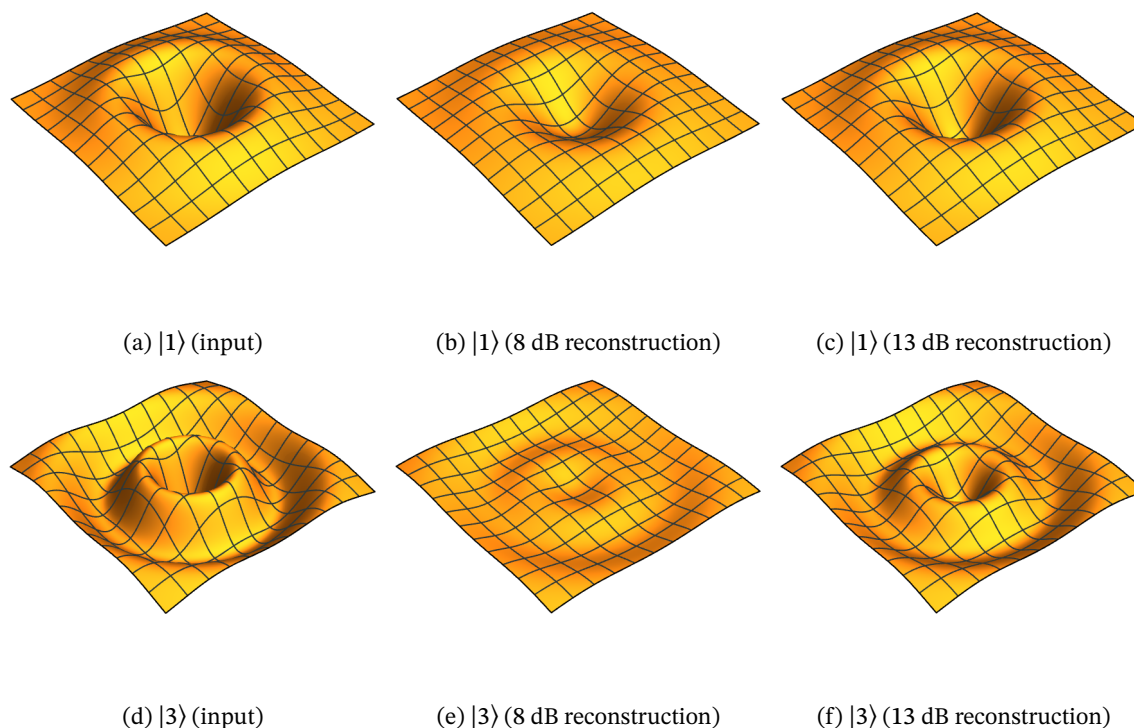 (a) |1⟩ (input)
(b) |1⟩ (8 dB reconstruction)
(c) |1⟩ (13 dB reconstruction)
(d) |3⟩ (input)
(e) |3⟩ (8 dB reconstruction)
(f) |3⟩ (13 dB reconstruction)